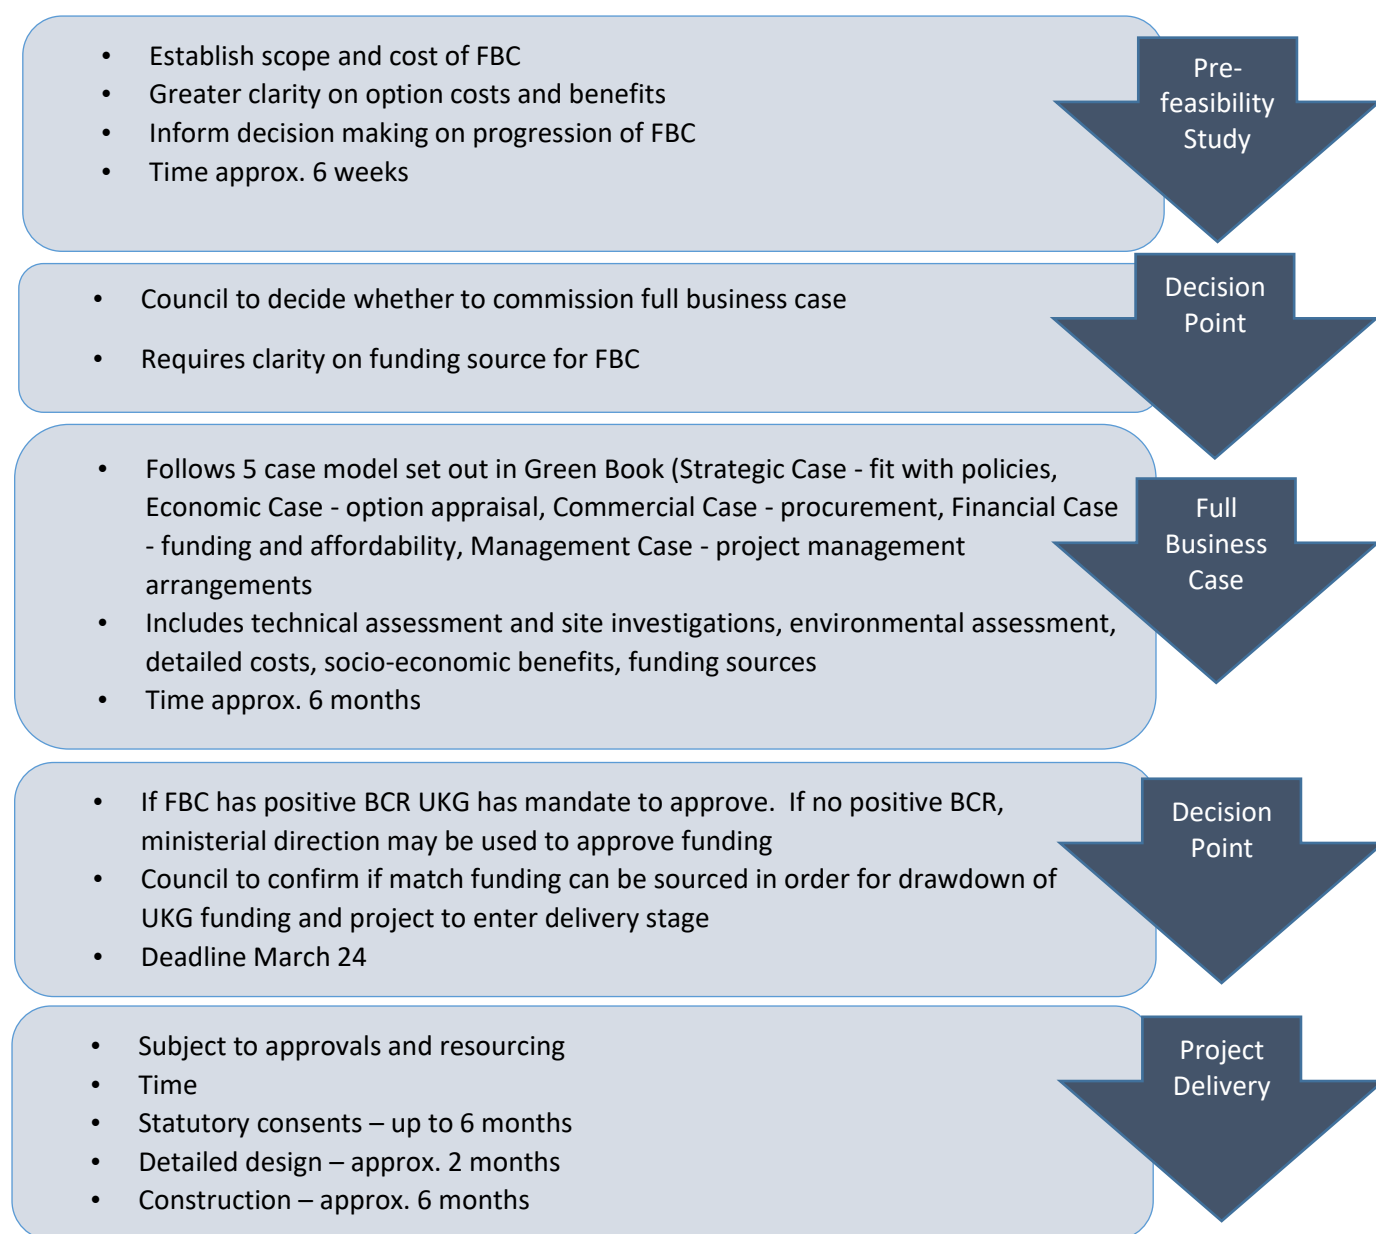 • Establish scope and cost of FBC
• Greater clarity on option costs and benefits
• Inform decision making on progression of FBC
• Time approx. 6 weeks
Pre-
feasibility
Study
• Council to decide whether to commission full business case
• Requires clarity on funding source for FBC
Decision
Point
• Follows 5 case model set out in Green Book (Strategic Case - fit with policies,
Economic Case - option appraisal, Commercial Case - procurement, Financial Case
- funding and affordability, Management Case - project management
arrangements
• Includes technical assessment and site investigations, environmental assessment,
detailed costs, socio-economic benefits, funding sources
• Time approx. 6 months
Full
Business
Case
• If FBC has positive BCR UKG has mandate to approve.  If no positive BCR,
ministerial direction may be used to approve funding
• Council to confirm if match funding can be sourced in order for drawdown of
UKG funding and project to enter delivery stage
• Deadline March 24
Decision
Point
• Subject to approvals and resourcing
• Time
• Statutory consents – up to 6 months
• Detailed design – approx. 2 months
• Construction – approx. 6 months
Project
Delivery